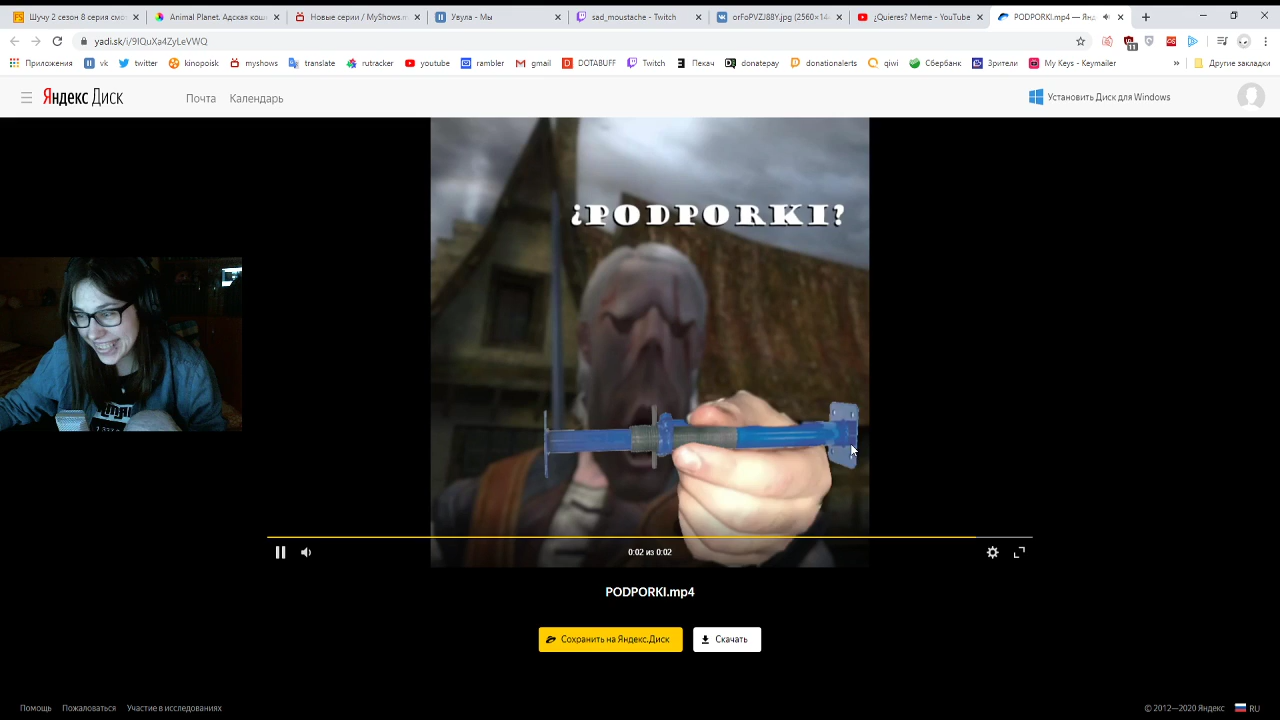 Шучу 2 сезон 8 серия смо
Animal Planet. Адская кош
Новые серии / MyShows.m
Увула - Мы
sad_moustache - Twitch
orFoPVZJ88Y.jpg (2560×14
¿Quieres? Meme - YouTube
PODPORKI.mp4 — Янд
yadi.sk/i/9IQuXa4ZyLeVWQ
11
Приложения
vk
twitter
kinopoisk
myshows
translate
rutracker
youtube
rambler
gmail
DOTABUFF
Twitch
Пекач
donatepay
donationalerts
qiwi
Сбербанк
Зрители
My Keys - Keymailer
»
Другие закладки
Яндекс Диск
Почта
Календарь
Установить Диск для Windows
¿PODPORKI?
0:02 из 0:02
PODPORKI.mp4
Сохранить на Яндекс.Диск
Скачать
Помощь
Пожаловаться
Участие в исследованиях
© 2012—2020 Яндекс
RU